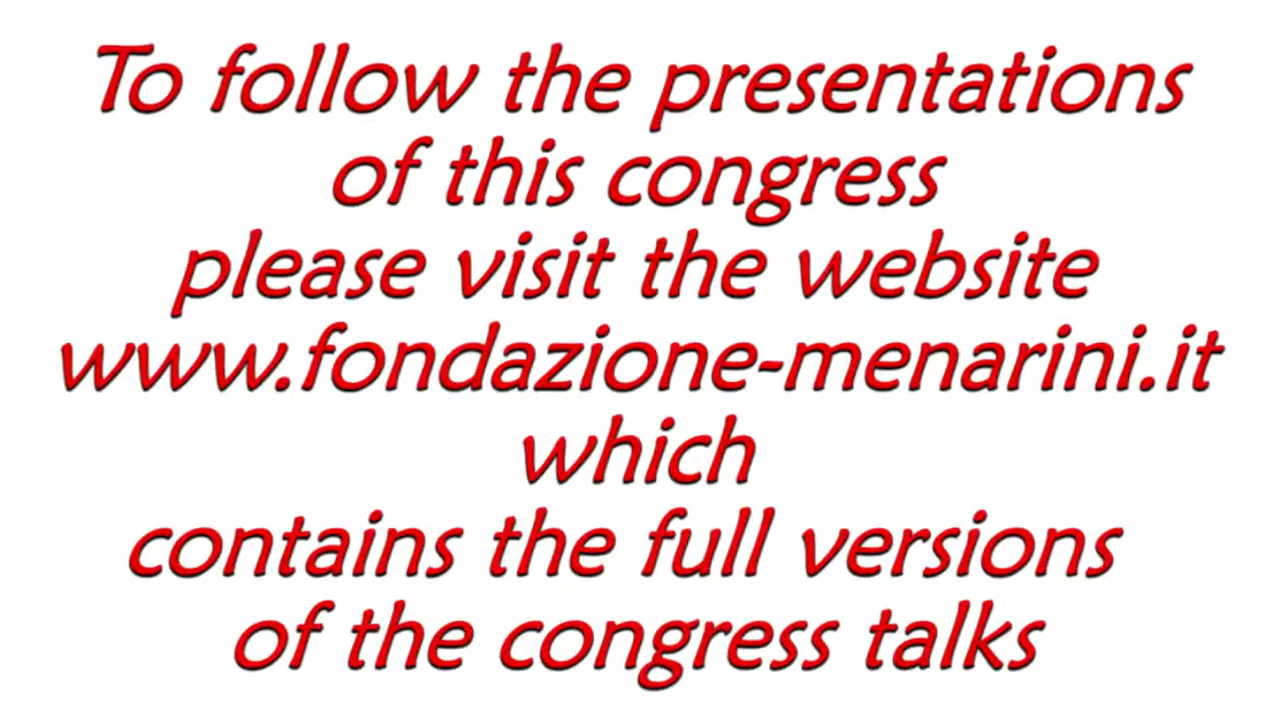 To follow the presentations
of this congress
please visit the website
www.fondazione-menarini.it
which
contains the full versions
of the congress talks